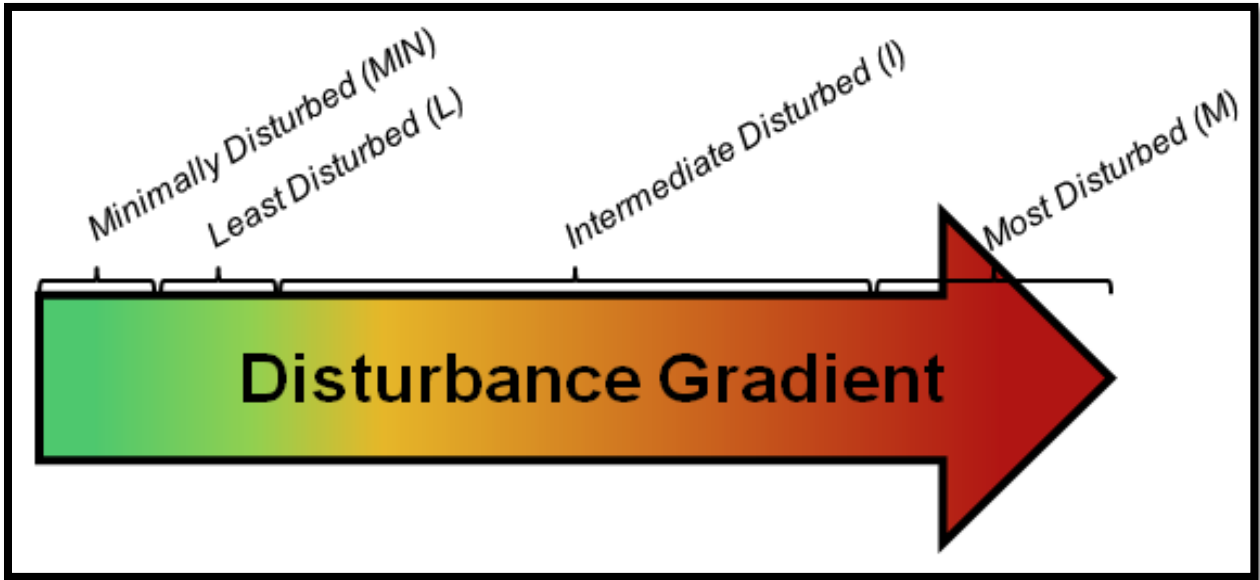 Minimally Disturbed (MIN)
Least Disturbed (L)
Intermediate Disturbed (I)
Most Disturbed (M)
Disturbance Gradient